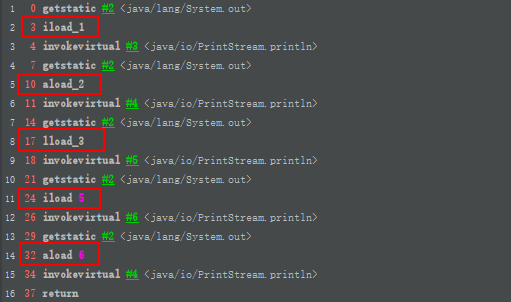 1 0 getstatic #2 <java/lang/System.out>
2 3 iload_1
3 4 invokevirtual #3 <java/io/PrintStream.println>
4 7 getstatic #2 <java/lang/System.out>
5 10 aload_2
6 11 invokevirtual #4 <java/io/PrintStream.println>
7 14 getstatic #2 <java/lang/System.out>
8 17 lload_3
9 18 invokevirtual #5 <java/io/PrintStream.println>
10 21 getstatic #2 <java/lang/System.out>
11 24 iload 5
12 26 invokevirtual #6 <java/io/PrintStream.println>
13 29 getstatic #2 <java/lang/System.out>
14 32 aload 6
15 34 invokevirtual #4 <java/io/PrintStream.println>
16 37 return